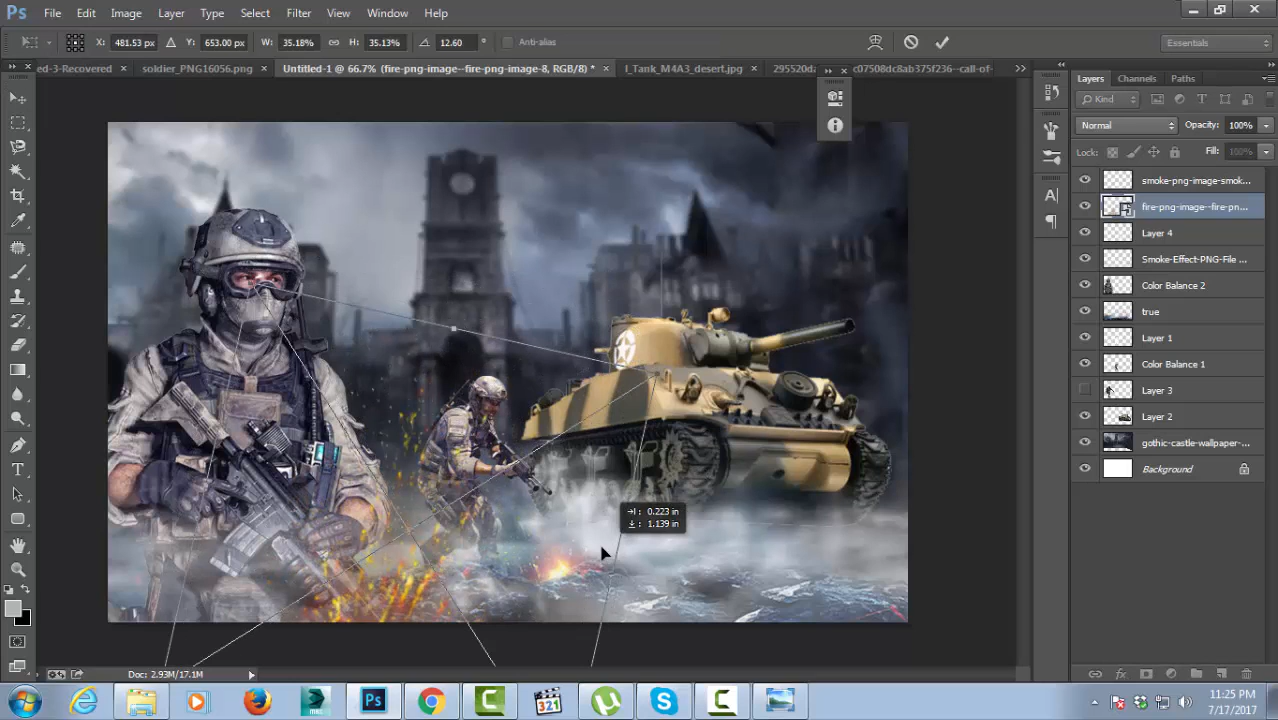 Ps File Edit Image Layer Type Select Filter 3D View Window Help
X: 481.53 px Y: 653.00 px W: 35.18% H: 35.13% 12.60 ° Anti-alias Essentials
ed-3-Recovered × soldier_PNG16056.png × Untitled-1 @ 66.7% (fire-png-image--fire-png-image-8, RGB/8) * × l_Tank_M4A3_desert.jpg × 295520d c07508dc8ab375f236--call-of-
Layers Channels Paths
Kind
Normal Opacity: 100%
Lock: Fill: 100%
smoke-png-image-smok...
fire-png-image--fire-pn...
Layer 4
Smoke-Effect-PNG-File ...
Color Balance 2
true
Layer 1
Color Balance 1
Layer 3
Layer 2
gothic-castle-wallpaper-...
Background
→I: 0.223 in
↓: 1.139 in
Doc: 2.93M/17.1M
11:25 PM
7/17/2017